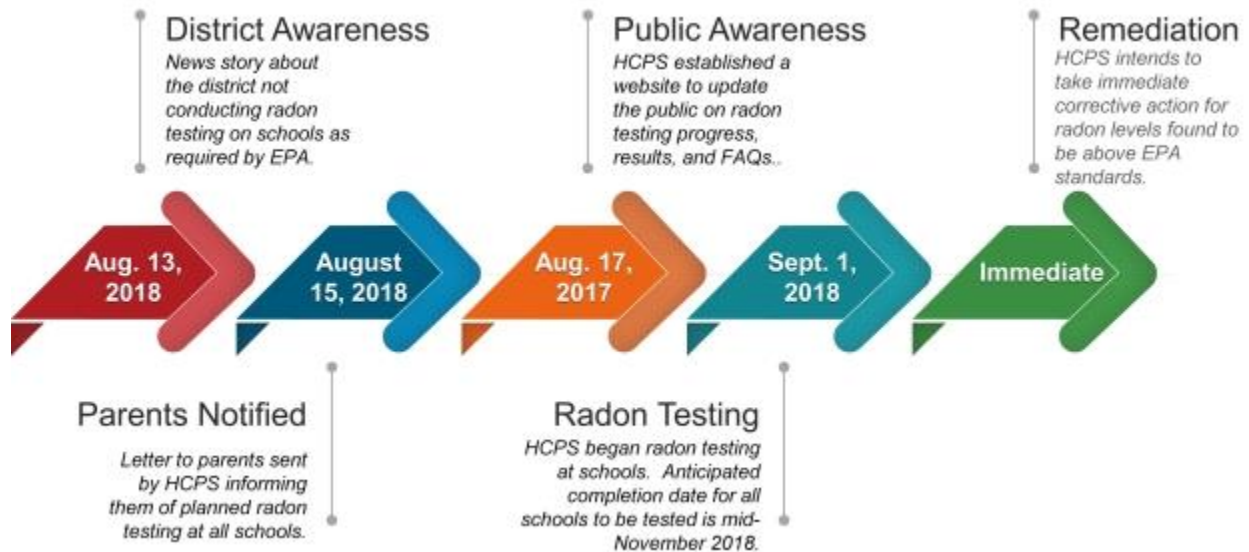 District Awareness
News story about
the district not
conducting radon
testing on schools as
required by EPA.
Public Awareness
HCPS established a
website to update
the public on radon
testing progress,
results, and FAQs..
Remediation
HCPS intends to
take immediate
corrective action for
radon levels found to
be above EPA
standards.
Aug. 13,
2018
August
15, 2018
Aug. 17,
2017
Sept. 1,
2018
Immediate
Parents Notified
Letter to parents sent
by HCPS informing
them of planned radon
testing at all schools.
Radon Testing
HCPS began radon testing
at schools.  Anticipated
completion date for all
schools to be tested is mid-
November 2018.